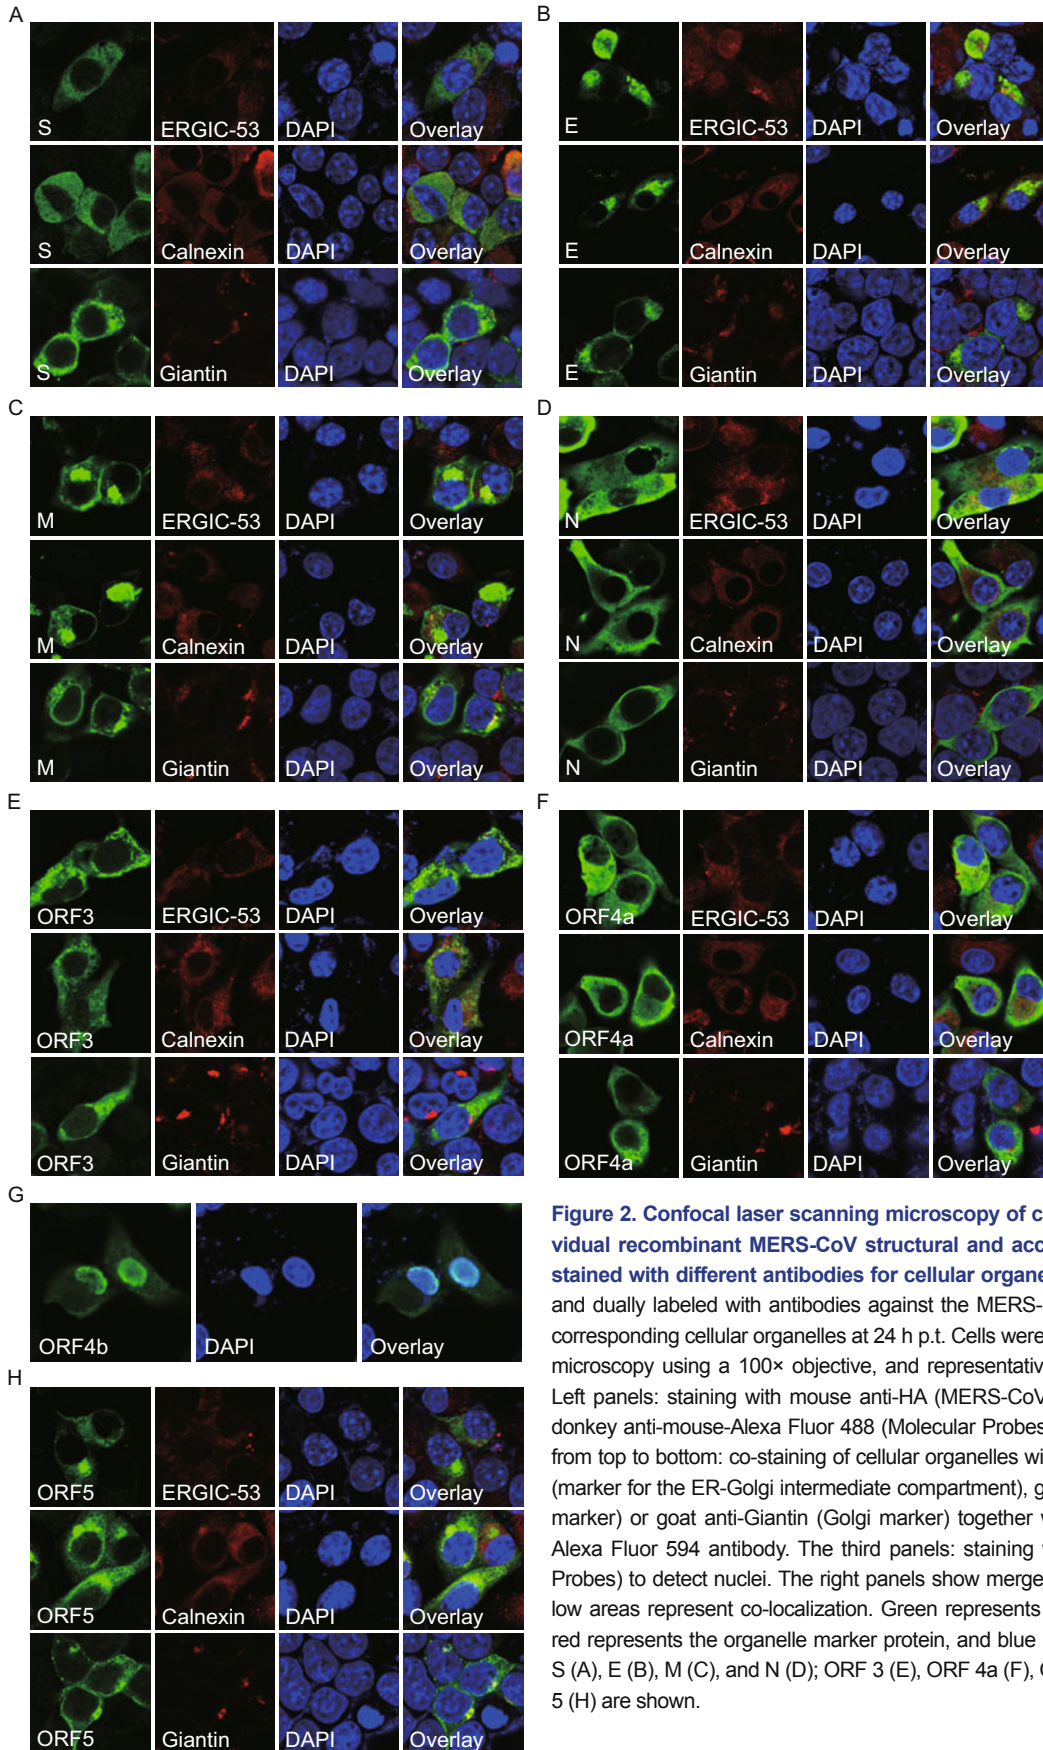 A
S ERGIC-53 DAPI Overlay
S Calnexin DAPI Overlay
S Giantin DAPI Overlay
B
E ERGIC-53 DAPI Overlay
E Calnexin DAPI Overlay
E Giantin DAPI Overlay
C
M ERGIC-53 DAPI Overlay
M Calnexin DAPI Overlay
M Giantin DAPI Overlay
D
N ERGIC-53 DAPI Overlay
N Calnexin DAPI Overlay
N Giantin DAPI Overlay
E
ORF3 ERGIC-53 DAPI Overlay
ORF3 Calnexin DAPI Overlay
ORF3 Giantin DAPI Overlay
F
ORF4a ERGIC-53 DAPI Overlay
ORF4a Calnexin DAPI Overlay
ORF4a Giantin DAPI Overlay
G
ORF4b DAPI Overlay
H
ORF5 ERGIC-53 DAPI Overlay
ORF5 Calnexin DAPI Overlay
ORF5 Giantin DAPI Overlay
Figure 2. Confocal laser scanning microscopy of c
vidual recombinant MERS-CoV structural and acc
stained with different antibodies for cellular organe
and dually labeled with antibodies against the MERS-
corresponding cellular organelles at 24 h p.t. Cells were
microscopy using a 100× objective, and representativ
Left panels: staining with mouse anti-HA (MERS-CoV
donkey anti-mouse-Alexa Fluor 488 (Molecular Probes
from top to bottom: co-staining of cellular organelles wi
(marker for the ER-Golgi intermediate compartment), g
marker) or goat anti-Giantin (Golgi marker) together
Alexa Fluor 594 antibody. The third panels: staining
Probes) to detect nuclei. The right panels show merge
low areas represent co-localization. Green represents
red represents the organelle marker protein, and blue
S (A), E (B), M (C), and N (D); ORF 3 (E), ORF 4a (F),
5 (H) are shown.